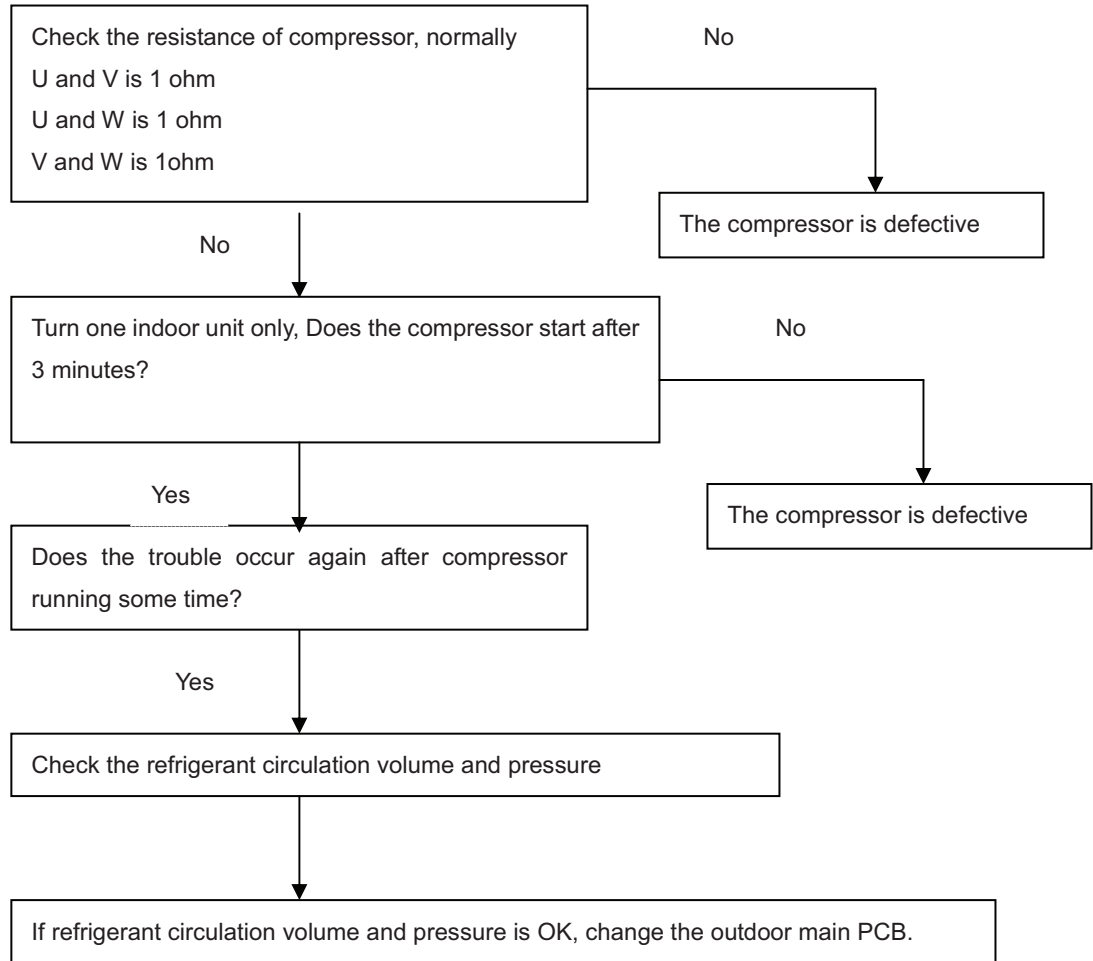 Check the resistance of compressor, normally
U and V is 1 ohm
U and W is 1 ohm
V and W is 1ohm
No
The compressor is defective
No
Turn one indoor unit only, Does the compressor start after
3 minutes?
No
The compressor is defective
Yes
Does the trouble occur again after compressor
running some time?
Yes
Check the refrigerant circulation volume and pressure
If refrigerant circulation volume and pressure is OK, change the outdoor main PCB.